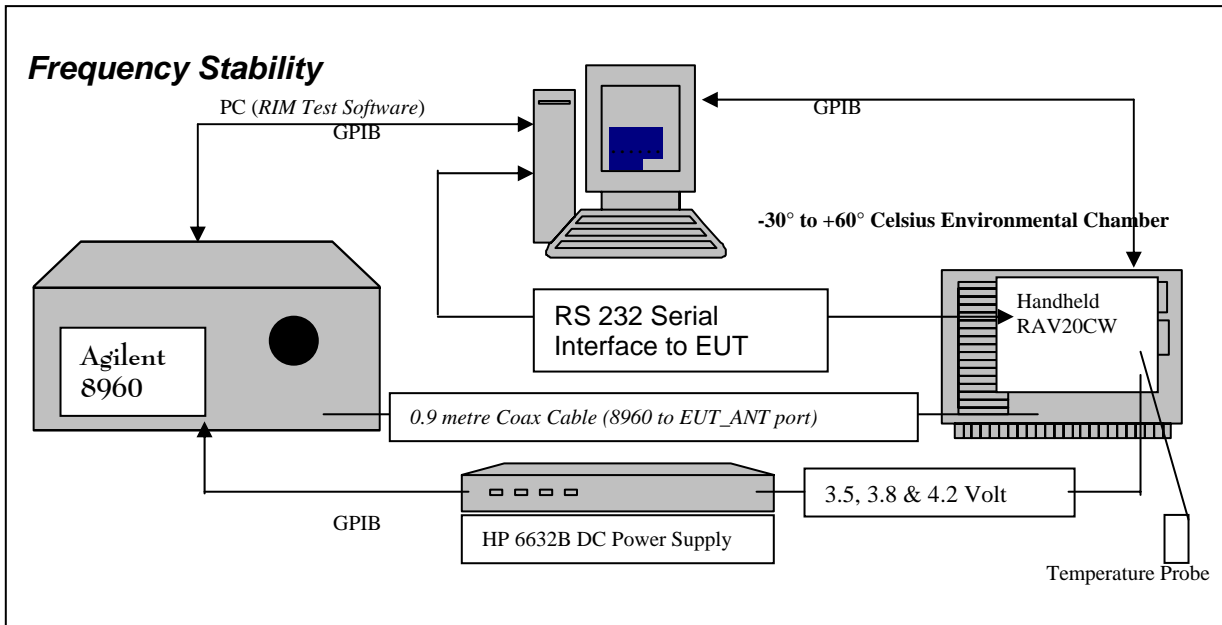 Frequency Stability
PC (RIM Test Software)
GPIB
GPIB
-30° to +60° Celsius Environmental Chamber
Handheld
RAV20CW
RS 232 Serial
Interface to EUT
Agilent
8960
0.9 metre Coax Cable (8960 to EUT_ANT port)
3.5, 3.8 & 4.2 Volt
GPIB
HP 6632B DC Power Supply
Temperature Probe